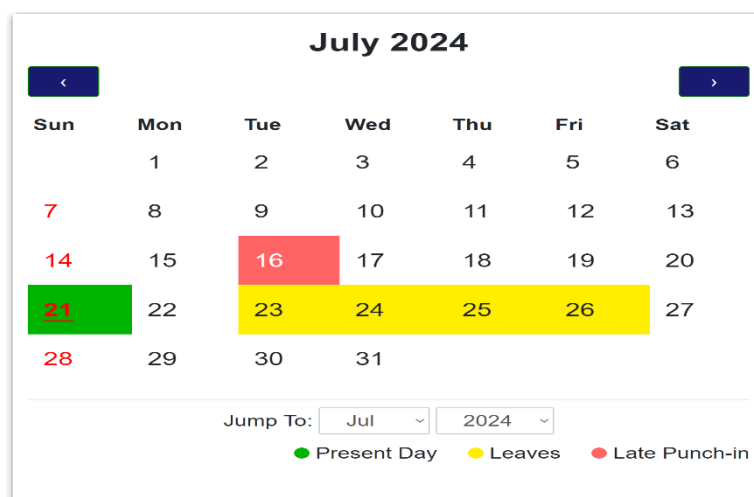 July 2024
‹ ›
Sun Mon Tue Wed Thu Fri Sat
1 2 3 4 5 6
7 8 9 10 11 12 13
14 15 16 17 18 19 20
21 22 23 24 25 26 27
28 29 30 31
Jump To: Jul 2024
Present Day Leaves Late Punch-in